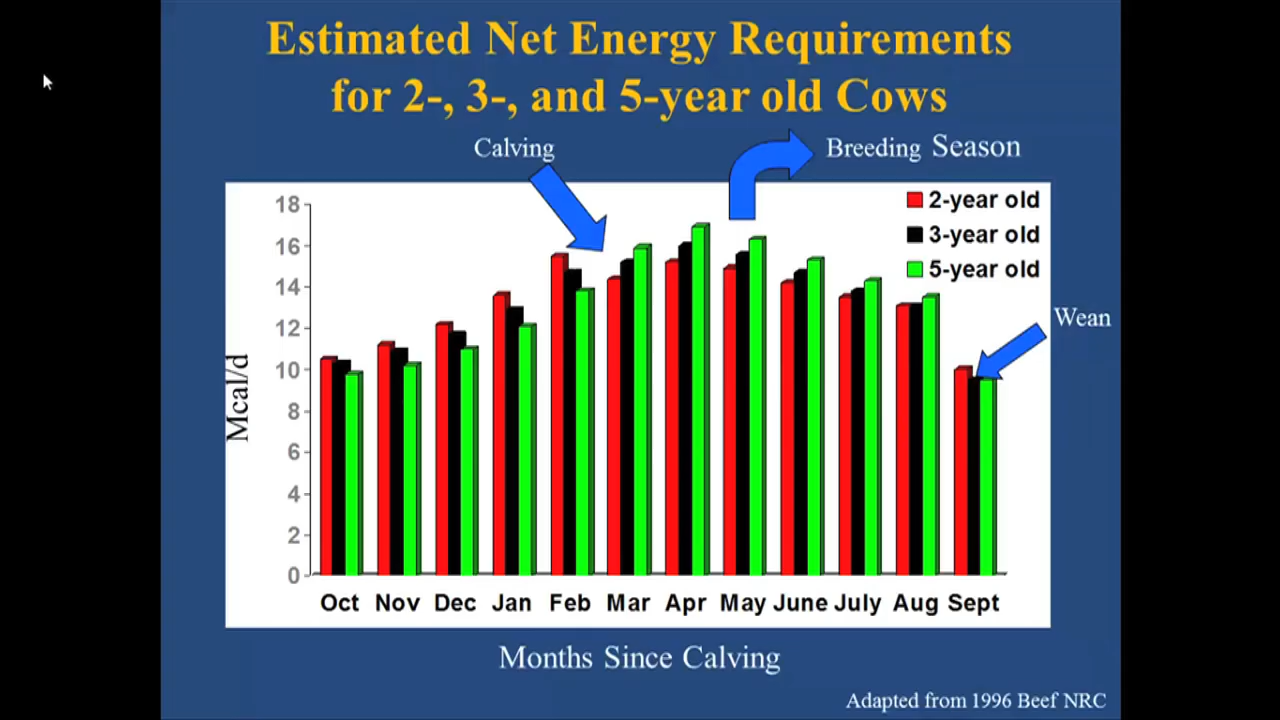 Estimated Net Energy Requirements
for 2-, 3-, and 5-year old Cows
Calving
Breeding Season
2-year old
3-year old
5-year old
Wean
Mcal/d
18
16
14
12
10
8
6
4
2
0
Oct Nov Dec Jan Feb Mar Apr May June July Aug Sept
Months Since Calving
Adapted from 1996 Beef NRC